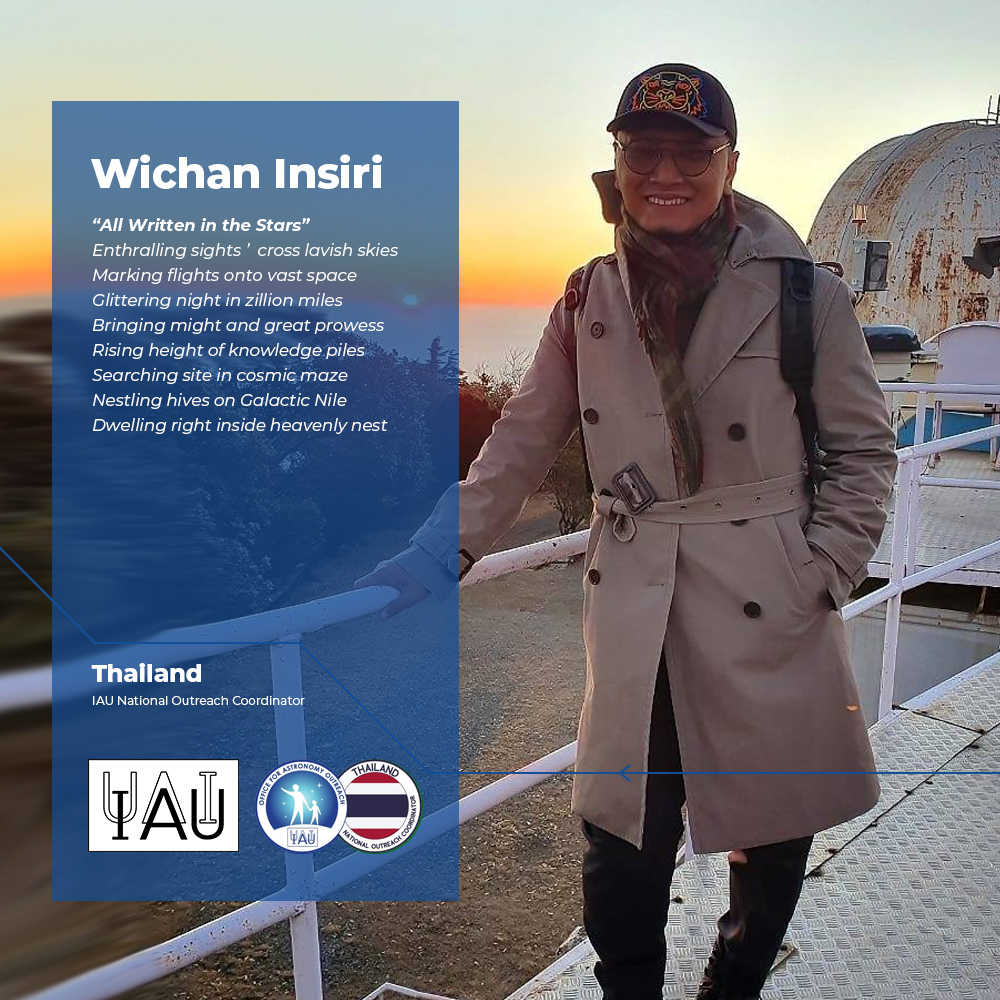 Wichan Insiri
“All Written in the Stars”
Enthralling sights ’ cross lavish skies
Marking flights onto vast space
Glittering night in zillion miles
Bringing might and great prowess
Rising height of knowledge piles
Searching site in cosmic maze
Nestling hives on Galactic Nile
Dwelling right inside heavenly nest
Thailand
IAU National Outreach Coordinator
IAU
OFFICE FOR ASTRONOMY OUTREACH
IAU
THAILAND
NATIONAL OUTREACH COORDINATOR